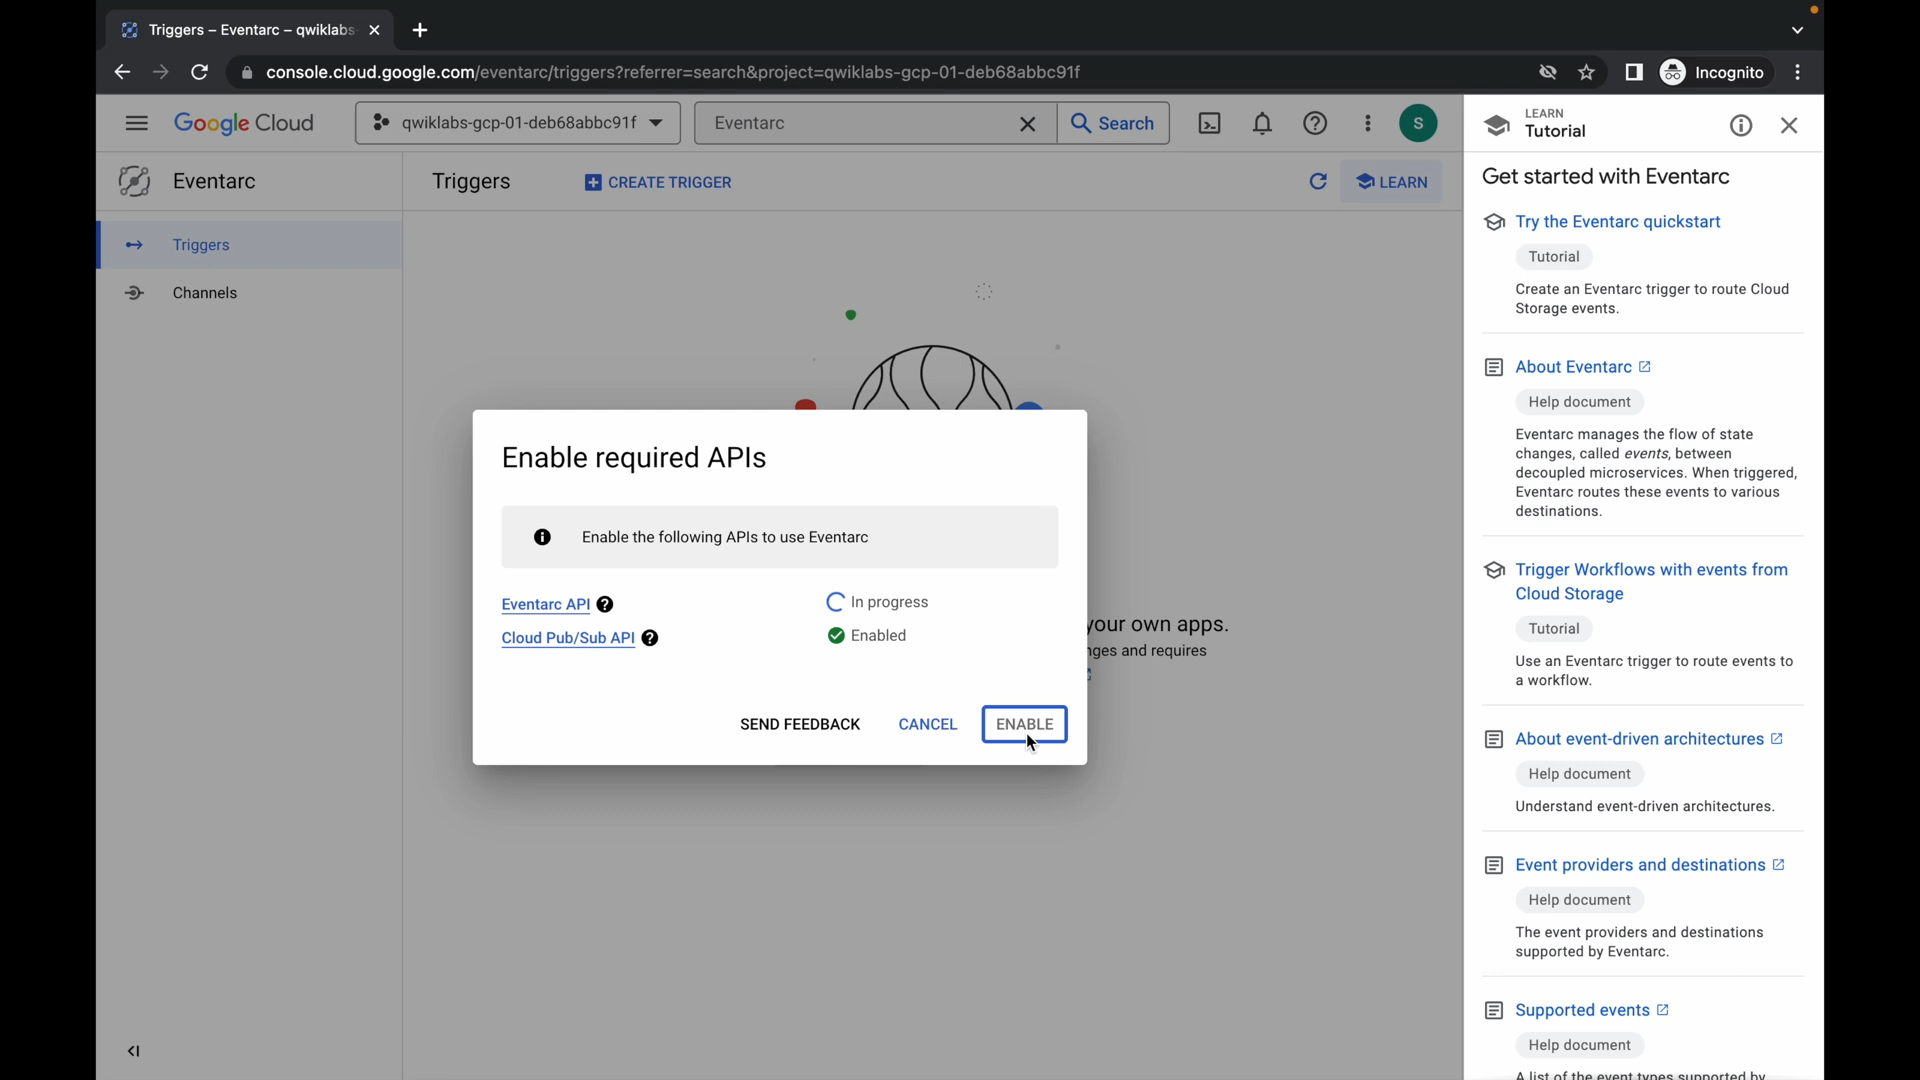 Triggers – Eventarc – qwiklabs
console.cloud.google.com/eventarc/triggers?referrer=search&project=qwiklabs-gcp-01-deb68abbc91f
Incognito
Google Cloud
qwiklabs-gcp-01-deb68abbc91f
Eventarc
Search
S
LEARN
Tutorial
Eventarc
Triggers
CREATE TRIGGER
LEARN
Triggers
Channels
Enable required APIs
Enable the following APIs to use Eventarc
Eventarc API
In progress
Cloud Pub/Sub API
Enabled
SEND FEEDBACK
CANCEL
ENABLE
your own apps.
nges and requires
Get started with Eventarc
Try the Eventarc quickstart
Tutorial
Create an Eventarc trigger to route Cloud
Storage events.
About Eventarc
Help document
Eventarc manages the flow of state
changes, called events, between
decoupled microservices. When triggered,
Eventarc routes these events to various
destinations.
Trigger Workflows with events from
Cloud Storage
Tutorial
Use an Eventarc trigger to route events to
a workflow.
About event-driven architectures
Help document
Understand event-driven architectures.
Event providers and destinations
Help document
The event providers and destinations
supported by Eventarc.
Supported events
Help document
A list of the event types supported by